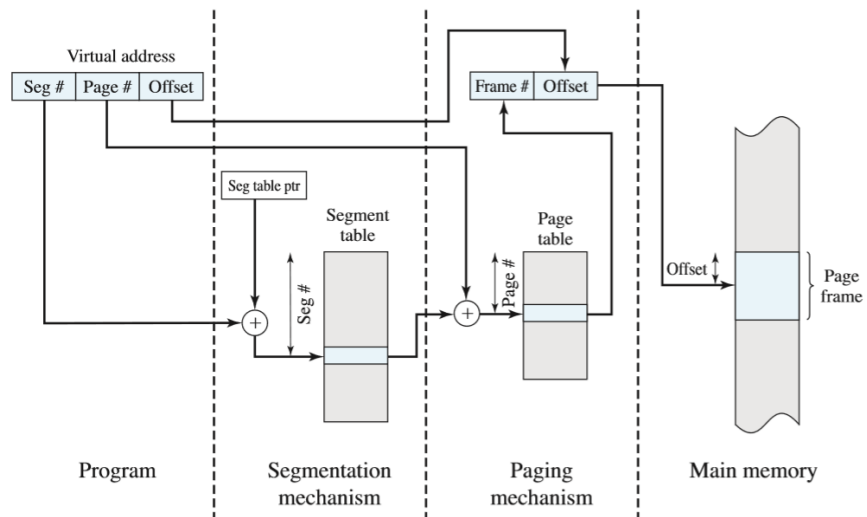 Virtual address
Seg # Page # Offset
Frame # Offset
Seg table ptr
Segment
table
Page
table
Seg #
Page #
Offset
Page
frame
Program
Segmentation
mechanism
Paging
mechanism
Main memory